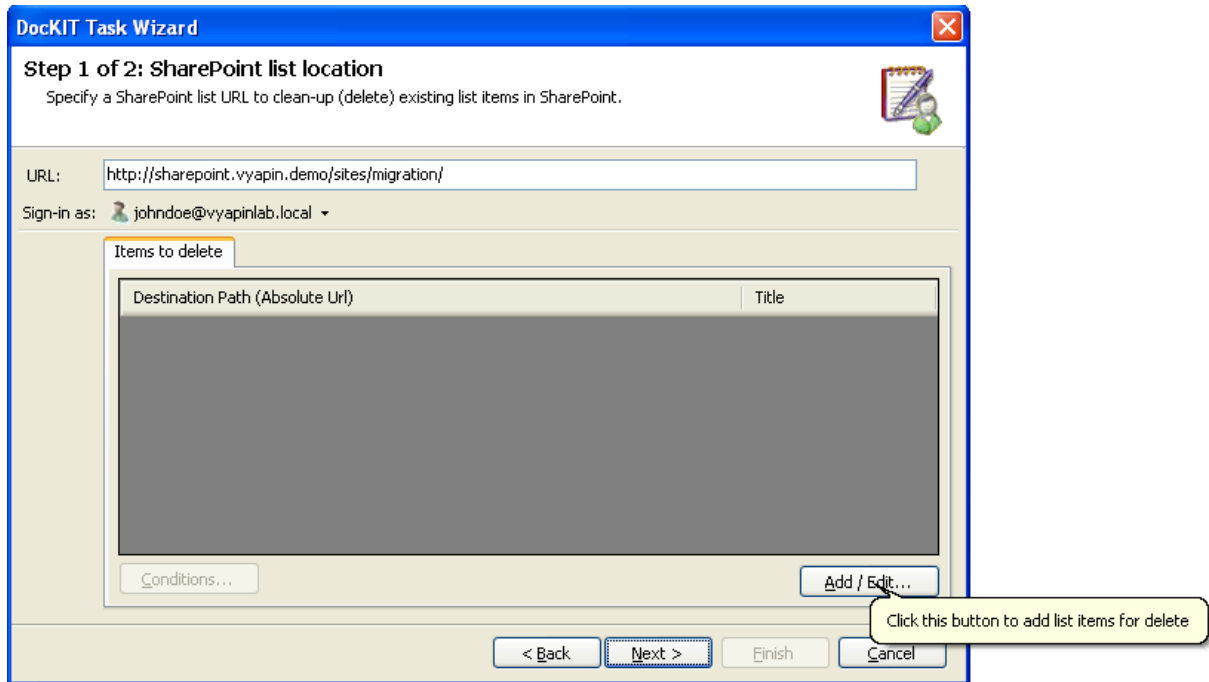 DocKIT Task Wizard
Step 1 of 2: SharePoint list location
Specify a SharePoint list URL to clean-up (delete) existing list items in SharePoint.
URL: http://sharepoint.vyapin.demo/sites/migration/
Sign-in as: johndoe@vyapinlab.local
Items to delete
Destination Path (Absolute Url) Title
Conditions... Add / Edit...
Click this button to add list items for delete
< Back Next > Finish Cancel